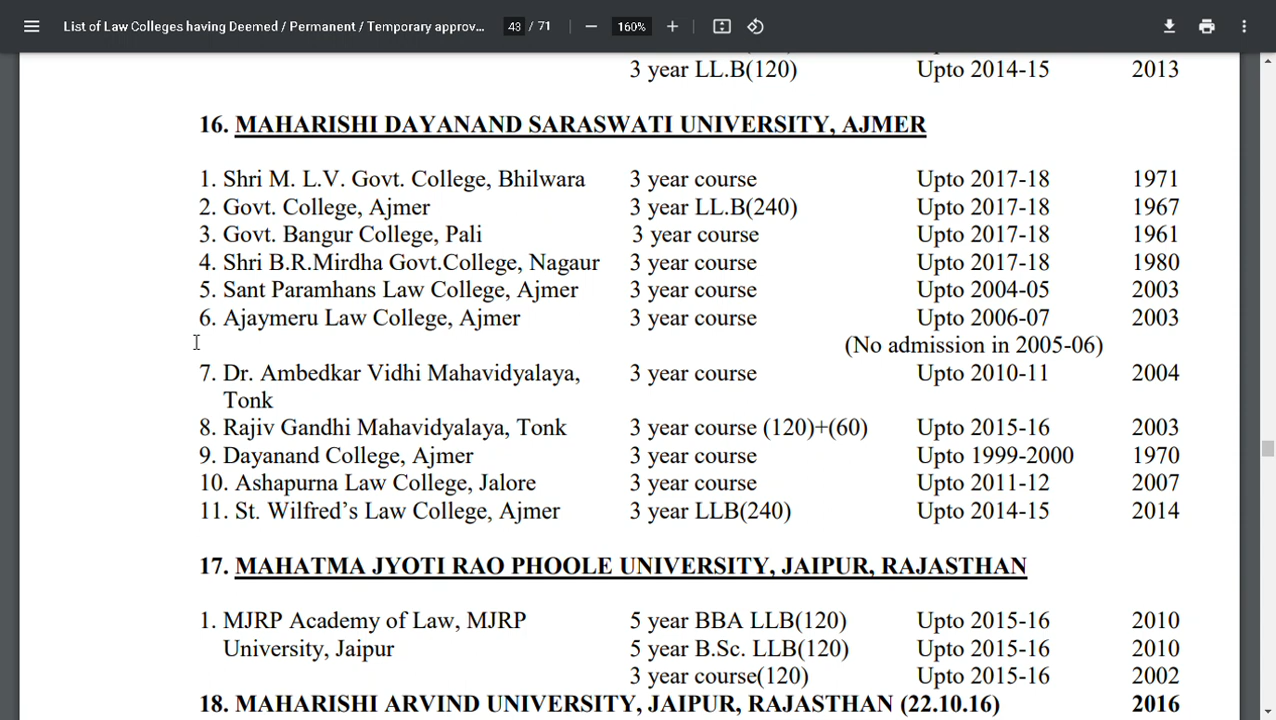 List of Law Colleges having Deemed / Permanent / Temporary approv... 43 / 71 160%
3 year LL.B(120) Upto 2014-15 2013
16. MAHARISHI DAYANAND SARASWATI UNIVERSITY, AJMER
1. Shri M. L.V. Govt. College, Bhilwara 3 year course Upto 2017-18 1971
2. Govt. College, Ajmer 3 year LL.B(240) Upto 2017-18 1967
3. Govt. Bangur College, Pali 3 year course Upto 2017-18 1961
4. Shri B.R.Mirdha Govt.College, Nagaur 3 year course Upto 2017-18 1980
5. Sant Paramhans Law College, Ajmer 3 year course Upto 2004-05 2003
6. Ajaymeru Law College, Ajmer 3 year course Upto 2006-07 2003
(No admission in 2005-06)
7. Dr. Ambedkar Vidhi Mahavidyalaya, 3 year course Upto 2010-11 2004
Tonk
8. Rajiv Gandhi Mahavidyalaya, Tonk 3 year course (120)+(60) Upto 2015-16 2003
9. Dayanand College, Ajmer 3 year course Upto 1999-2000 1970
10. Ashapurna Law College, Jalore 3 year course Upto 2011-12 2007
11. St. Wilfred’s Law College, Ajmer 3 year LLB(240) Upto 2014-15 2014
17. MAHATMA JYOTI RAO PHOOLE UNIVERSITY, JAIPUR, RAJASTHAN
1. MJRP Academy of Law, MJRP 5 year BBA LLB(120) Upto 2015-16 2010
University, Jaipur 5 year B.Sc. LLB(120) Upto 2015-16 2010
3 year course(120) Upto 2015-16 2002
18. MAHARISHI ARVIND UNIVERSITY, JAIPUR, RAJASTHAN (22.10.16) 2016